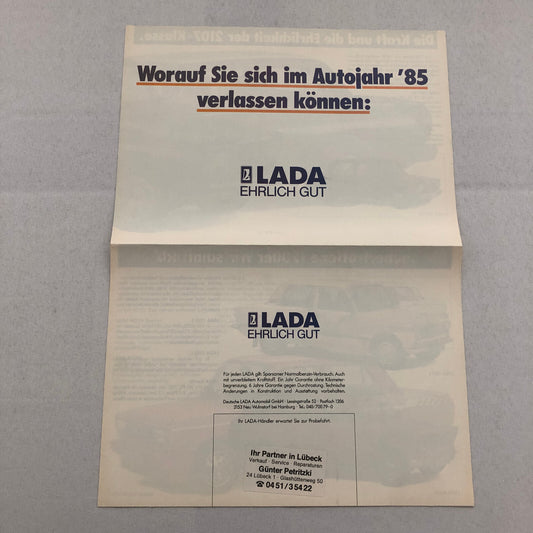 Worauf Sie sich im Autojahr '85
verlassen können:
LADA
EHRLICH GUT
LADA
EHRLICH GUT
Für jeden LADA gilt: Sparsamer Normalbenzin-Verbrauch. Auch
mit unverbleitem Kraftstoff. Ein Jahr Garantie ohne Kilometer-
begrenzung. 6 Jahre Garantie gegen Durchrostung. Technische
Änderungen in Konstruktion und Ausstattung vorbehalten.
Deutsche LADA Automobil GmbH · Lessingstraße 52 · Postfach 1206
2153 Neu Wulmstorf bei Hamburg · Tel.: 040/70079-0
Ihr LADA-Händler erwartet Sie zur Probefahrt.
Ihr Partner in Lübeck
Verkauf · Service · Reparaturen
Günter Petritzki
24 Lübeck 1 · Glashüttenweg 50
☎ 04 51/3 54 22